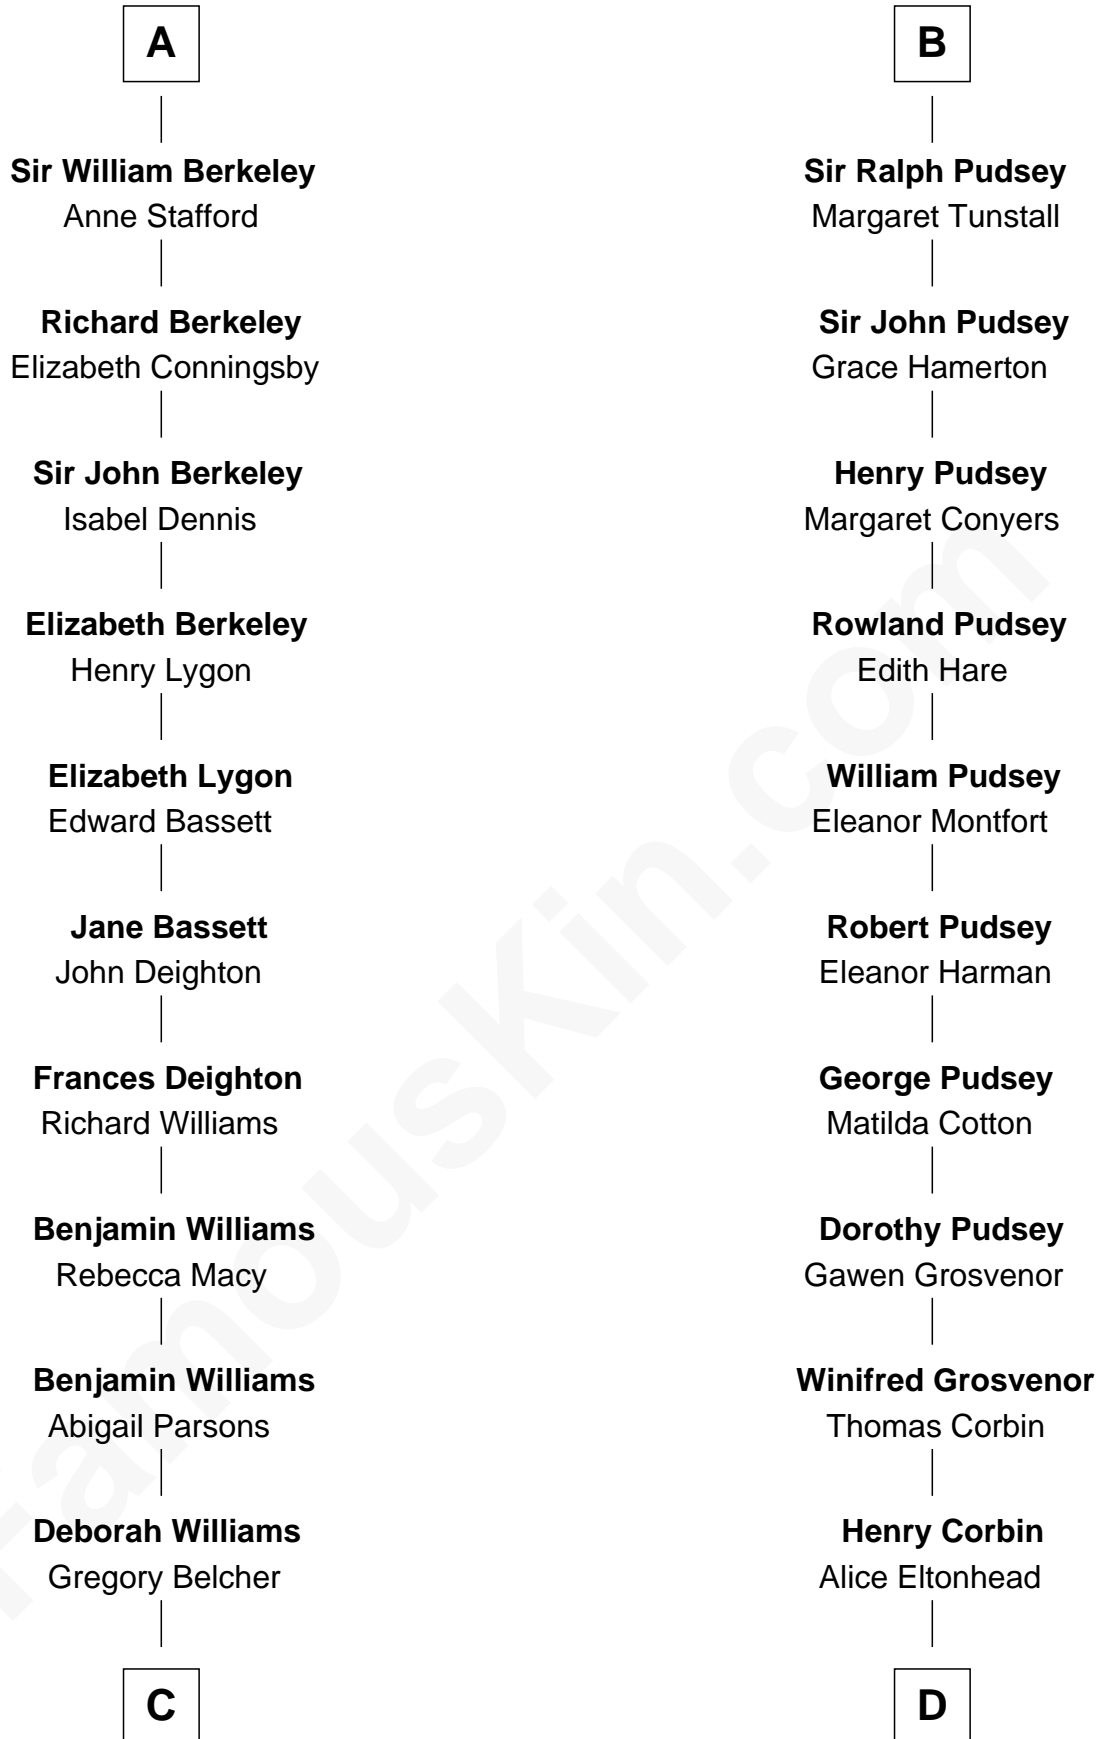 A
Sir William Berkeley
Anne Stafford
Richard Berkeley
Elizabeth Conningsby
Sir John Berkeley
Isabel Dennis
Elizabeth Berkeley
Henry Lygon
Elizabeth Lygon
Edward Bassett
Jane Bassett
John Deighton
Frances Deighton
Richard Williams
Benjamin Williams
Rebecca Macy
Benjamin Williams
Abigail Parsons
Deborah Williams
Gregory Belcher
C
B
Sir Ralph Pudsey
Margaret Tunstall
Sir John Pudsey
Grace Hamerton
Henry Pudsey
Margaret Conyers
Rowland Pudsey
Edith Hare
William Pudsey
Eleanor Montfort
Robert Pudsey
Eleanor Harman
George Pudsey
Matilda Cotton
Dorothy Pudsey
Gawen Grosvenor
Winifred Grosvenor
Thomas Corbin
Henry Corbin
Alice Eltonhead
D
FamousKin.com